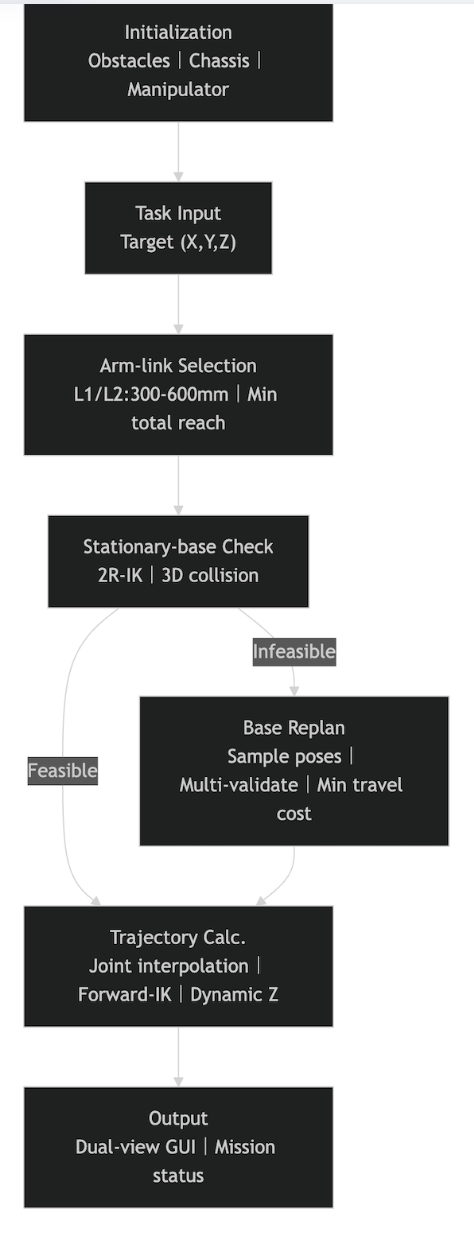 Initialization
Obstacles | Chassis |
Manipulator
Task Input
Target (X,Y,Z)
Arm-link Selection
L1/L2:300-600mm | Min
total reach
Stationary-base Check
2R-IK | 3D collision
Infeasible
Base Replan
Sample poses |
Multi-validate | Min travel
cost
Feasible
Trajectory Calc.
Joint interpolation |
Forward-IK | Dynamic Z
Output
Dual-view GUI | Mission
status